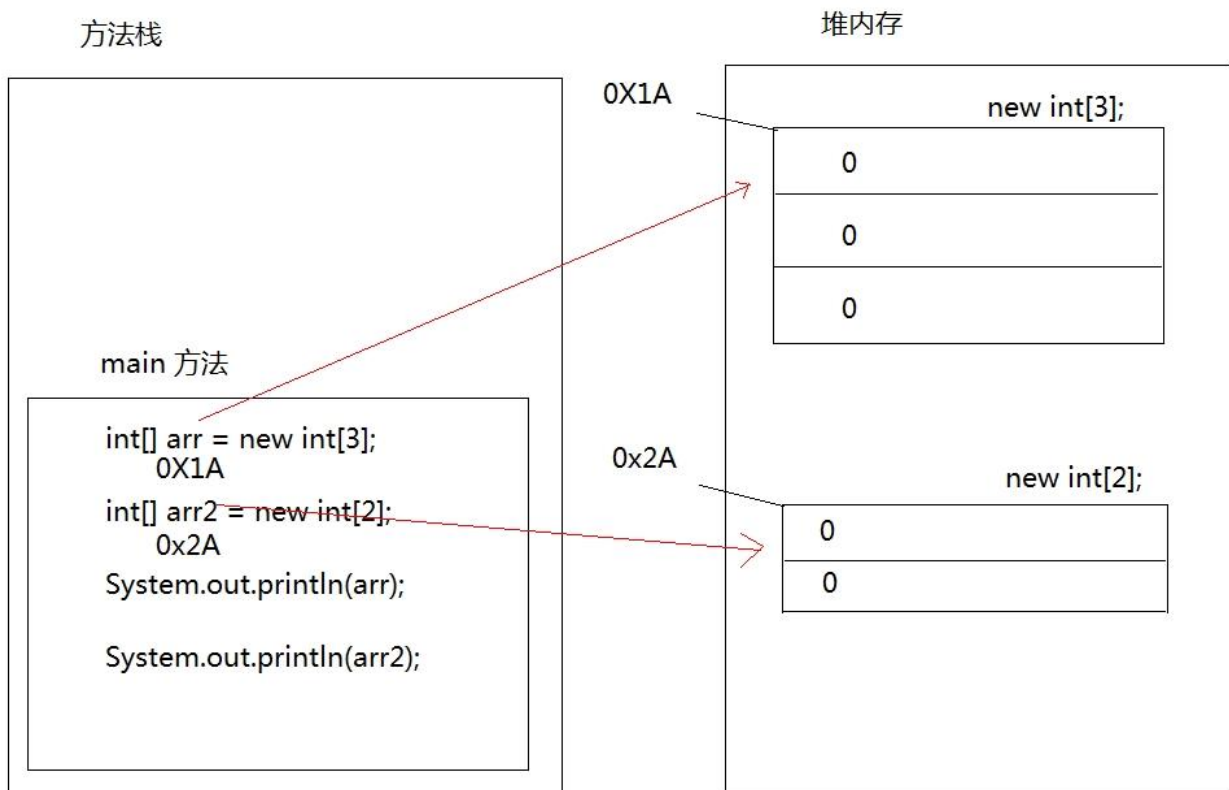 方法栈
main 方法
int[] arr = new int[3];
0X1A
int[] arr2 = new int[2];
0x2A
System.out.println(arr);
System.out.println(arr2);
堆内存
0X1A
new int[3];
0
0
0
0x2A
new int[2];
0
0